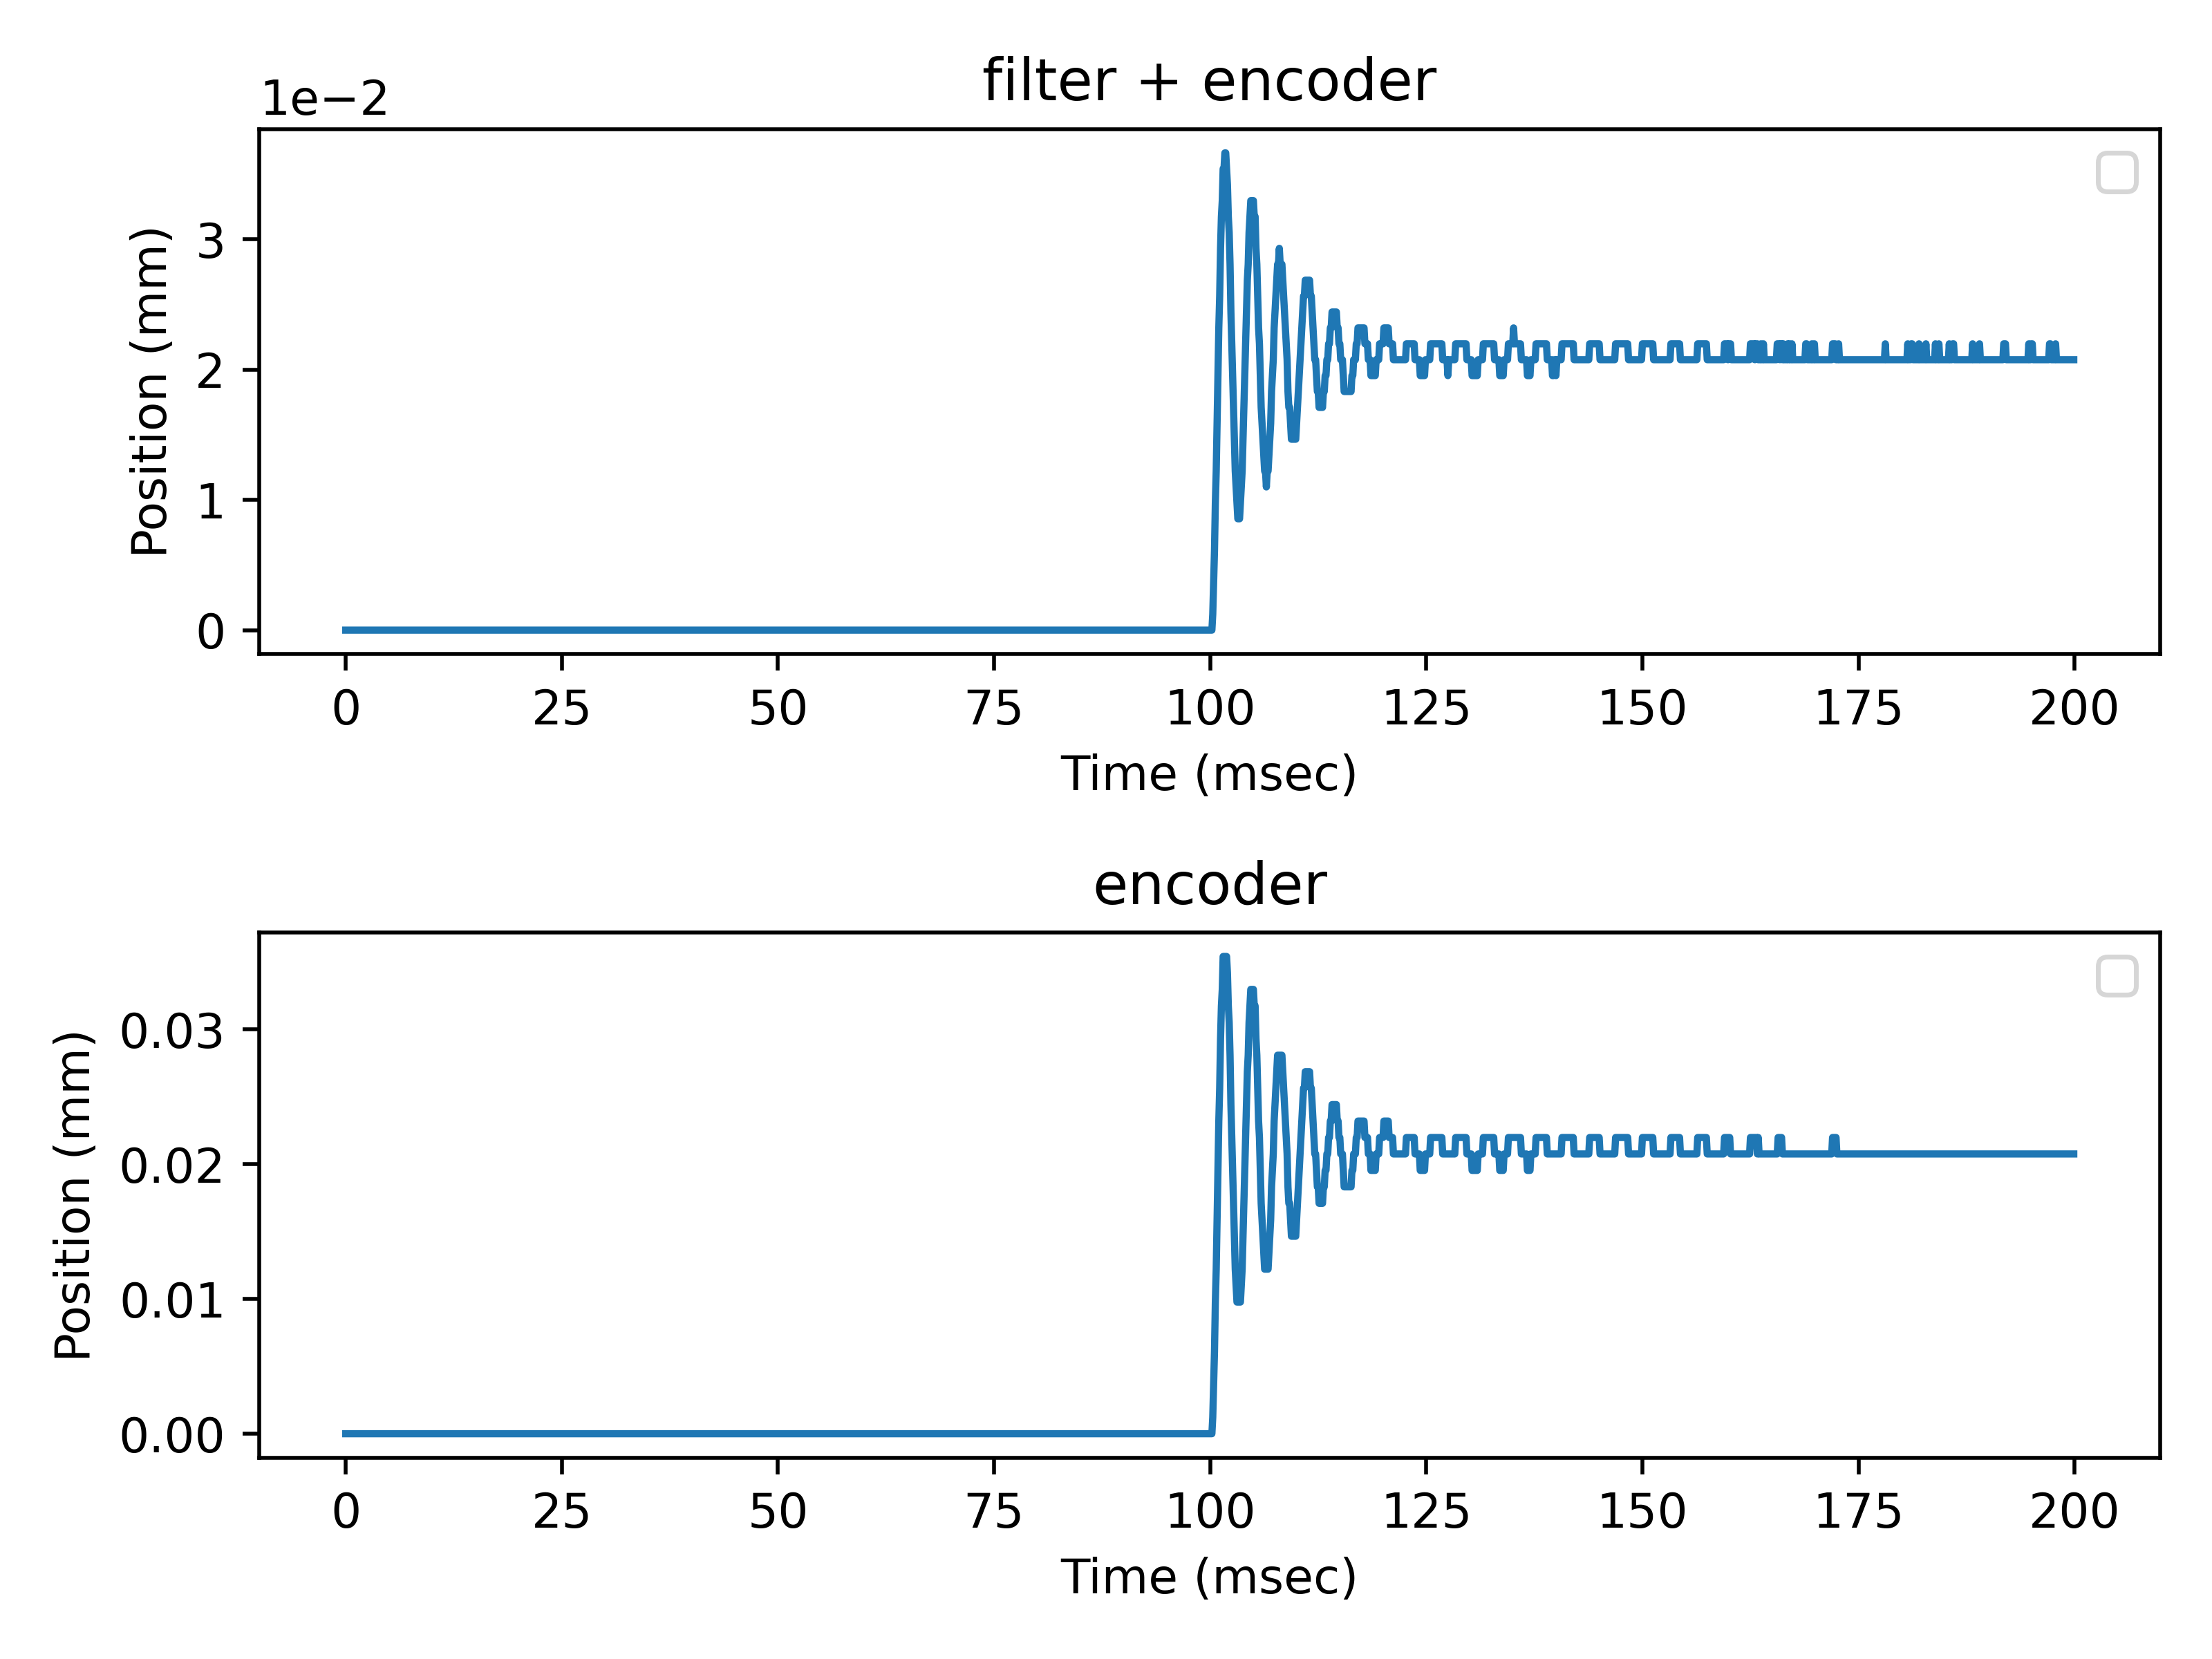 filter + encoder
1e−2
Position (mm)
3
2
1
0
0 25 50 75 100 125 150 175 200
Time (msec)
encoder
Position (mm)
0.03
0.02
0.01
0.00
0 25 50 75 100 125 150 175 200
Time (msec)